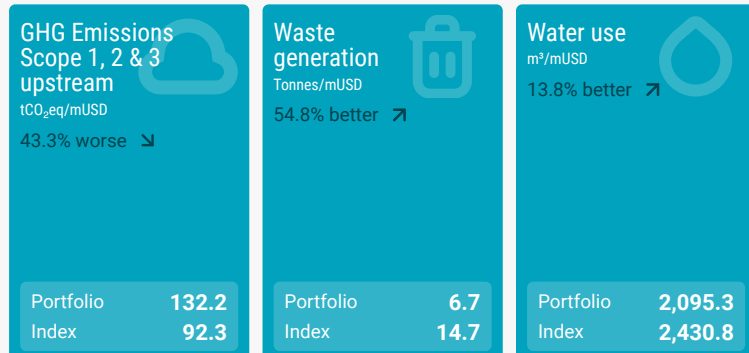 GHG Emissions
Scope 1, 2 & 3
upstream
tCO₂eq/mUSD
43.3% worse
Portfolio 132.2
Index 92.3
Waste
generation
Tonnes/mUSD
54.8% better
Portfolio 6.7
Index 14.7
Water use
m³/mUSD
13.8% better
Portfolio 2,095.3
Index 2,430.8